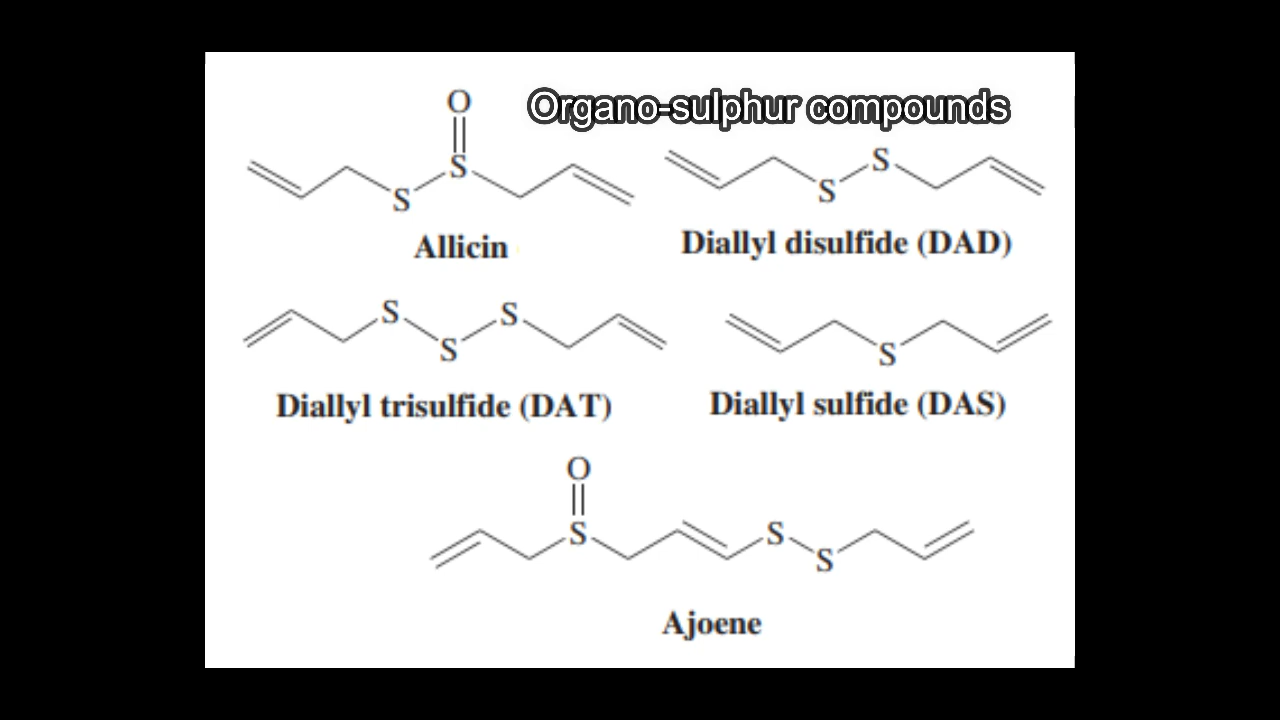 Organo-sulphur compounds
O
S
S
Allicin
S
S
Diallyl disulfide (DAD)
S
S
S
Diallyl trisulfide (DAT)
S
Diallyl sulfide (DAS)
O
S
S
S
Ajoene